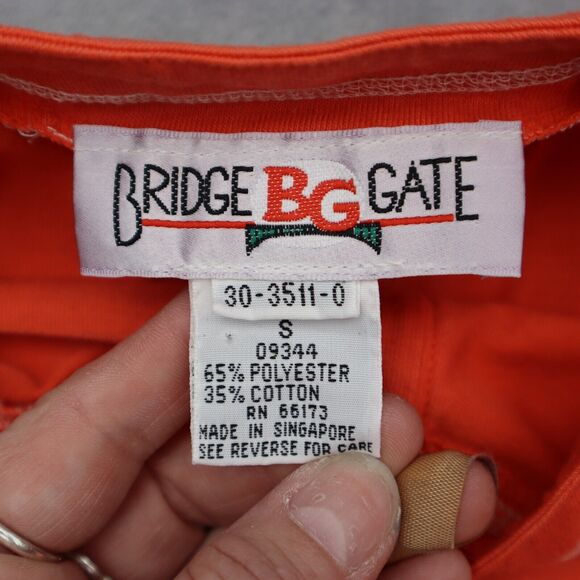 BRIDGE BG GATE
30-3511-0
S
09344
65% POLYESTER
35% COTTON
RN 66173
MADE IN SINGAPORE
SEE REVERSE FOR CARE